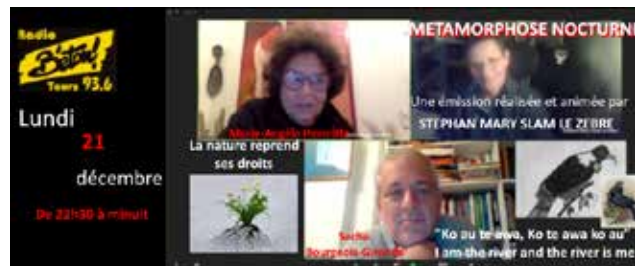 Radio
Béton!
Tours 93.6
Lundi
21
décembre
De 22h30 à minuit
METAMORPHOSE NOCTURNE
Une émission réalisée et animée par
STEPHAN MARY SLAM LE ZEBRE
Marie-Angèle
La nature reprend
ses droits
Sacha
Bourgeois-Gironde
"Ko au te awa, Ko te awa ko au"
I am the river and the river is me